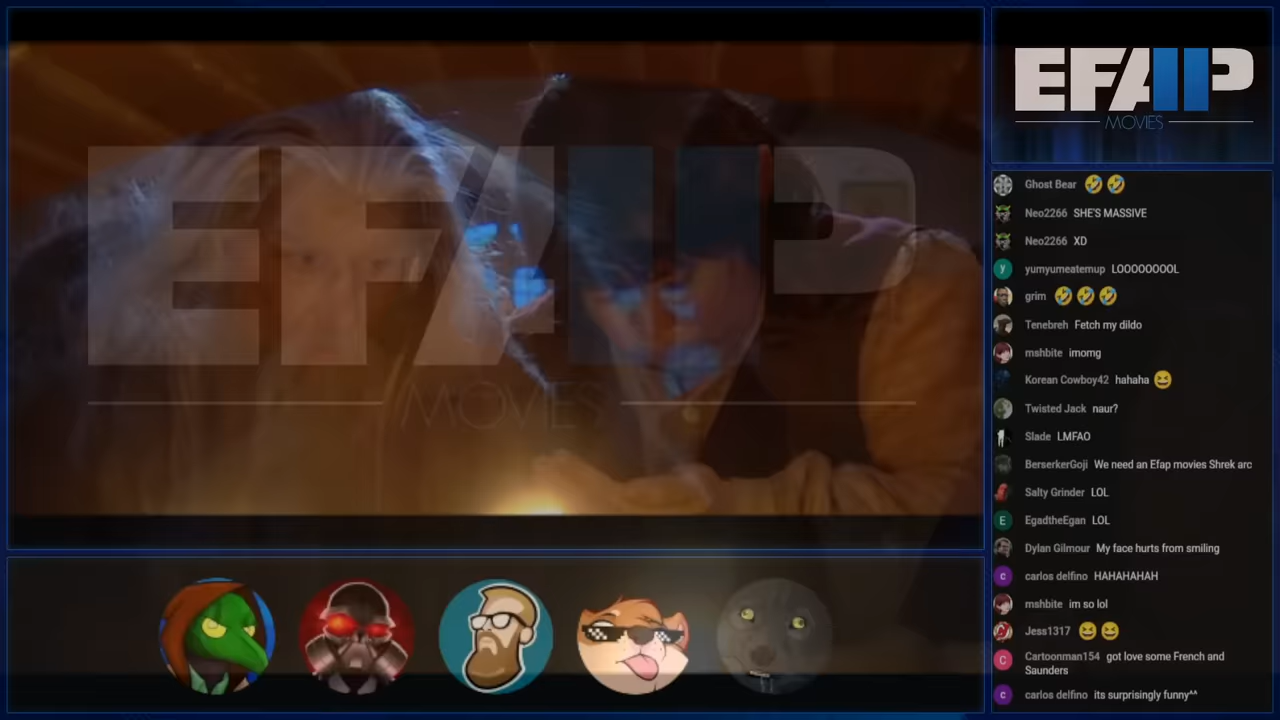 EFAP
MOVIES
EFAP
MOVIES
Ghost Bear 🤣 🤣
Neo2266 SHE'S MASSIVE
Neo2266 XD
y
yumyumeatemup LOOOOOOOOL
grim 🤣 🤣 🤣
Tenebreh Fetch my dildo
mshbite imomg
Korean Cowboy42 hahaha 😆
Twisted Jack naur?
Slade LMFAO
BerserkerGoji We need an Efap movies Shrek arc
Salty Grinder LOL
E
EgadtheEgan LOL
Dylan Gilmour My face hurts from smiling
c
carlos delfino HAHAHAHAH
mshbite im so lol
Jess1317 😆 😆
C
Cartoonman154 got love some French and
Saunders
c
carlos delfino its surprisingly funny^^